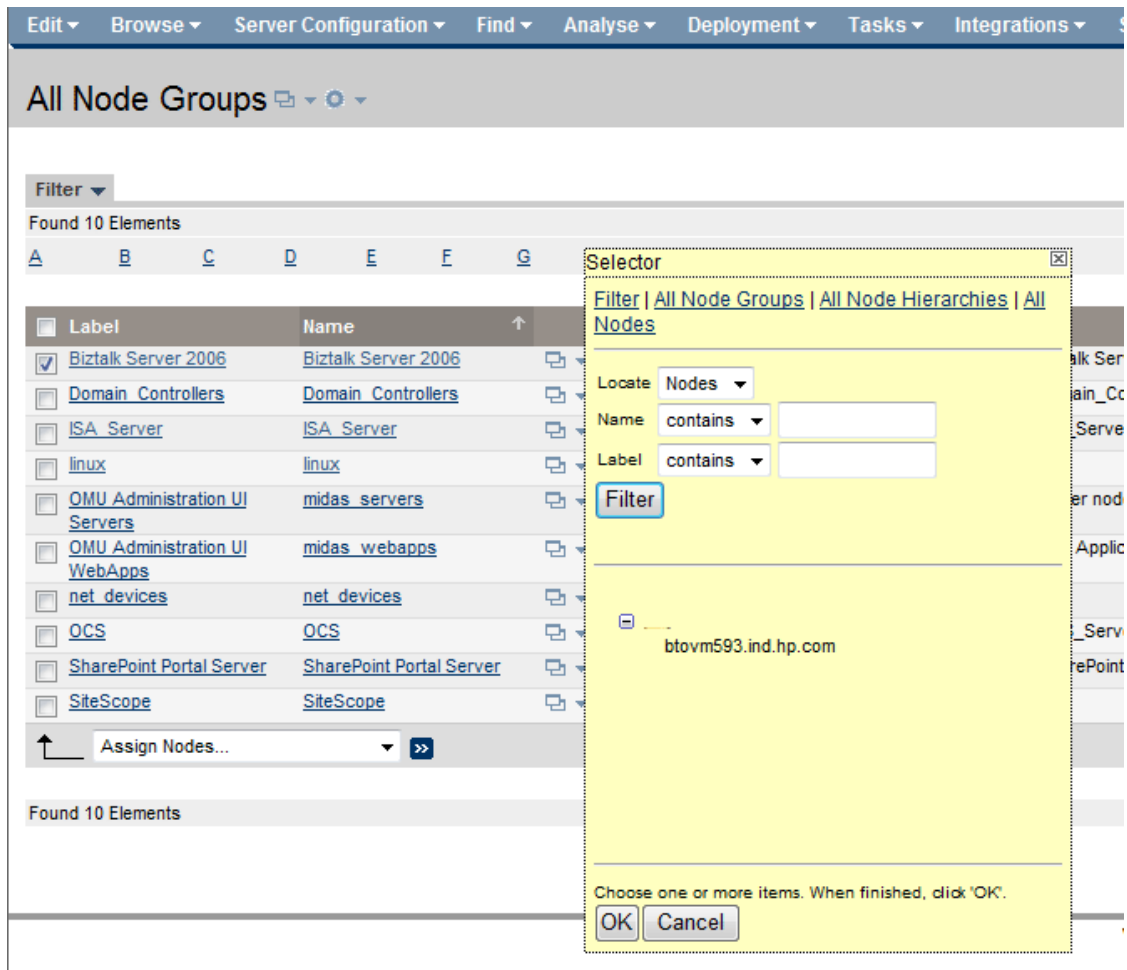 Edit Browse Server Configuration Find Analyse Deployment Tasks Integrations
All Node Groups
Filter
Found 10 Elements
A B C D E F G
Label Name
Biztalk Server 2006 Biztalk Server 2006
Domain_Controllers Domain_Controllers
ISA_Server ISA_Server
linux linux
OMU Administration UI Servers midas_servers
OMU Administration UI WebApps midas_webapps
net_devices net_devices
OCS OCS
SharePoint Portal Server SharePoint Portal Server
SiteScope SiteScope
Assign Nodes...
Found 10 Elements
Selector
Filter | All Node Groups | All Node Hierarchies | All
Nodes
Locate Nodes
Name contains
Label contains
Filter
btovm593.ind.hp.com
Choose one or more items. When finished, click 'OK'.
OK Cancel